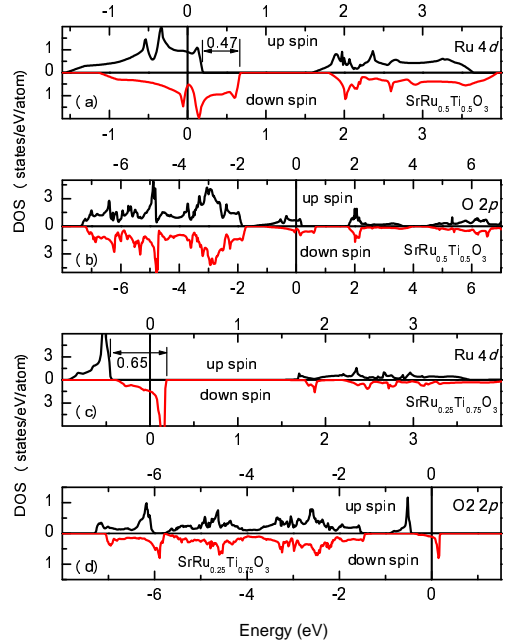 -1 0 1 2 3 4
1 0.47 up spin Ru 4d
0
1 down spin SrRu0.5Ti0.5O3
(a)
-1 0 1 2 3 4
-6 -4 -2 0 2 4 6
3 up spin O 2p
0
3 down spin SrRu0.5Ti0.5O3
(b)
-6 -4 -2 0 2 4 6
DOS ( states/eV/atom)
0 1 2 3
3 0.65 up spin Ru 4d
0
3 down spin SrRu0.25Ti0.75O3
(c)
0 1 2 3
-6 -4 -2 0
1 up spin O2 2p
0
1 down spin
(d) SrRu0.25Ti0.75O3
-6 -4 -2 0
DOS ( states/eV/atom)
Energy (eV)